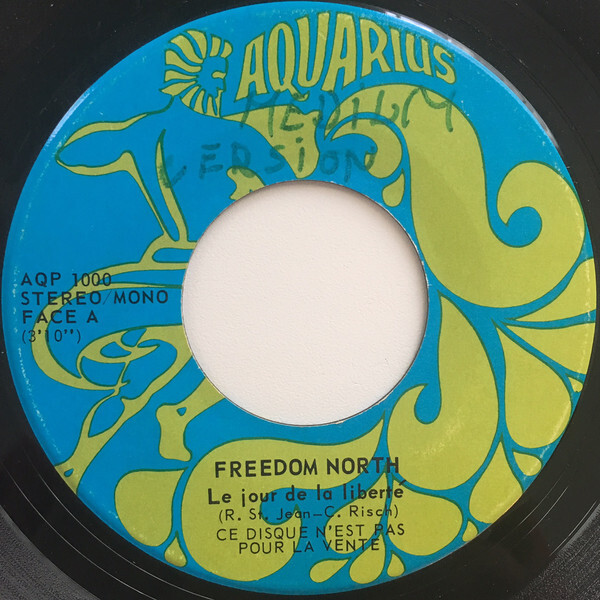 AQUARIUS
MEDIUM
VERSION
AQP 1000
STEREO/MONO
FACE A
(3'10'')
FREEDOM NORTH
Le jour de la liberté
(R. St. Jean-C. Risch)
CE DISQUE N'EST PAS
POUR LA VENTE